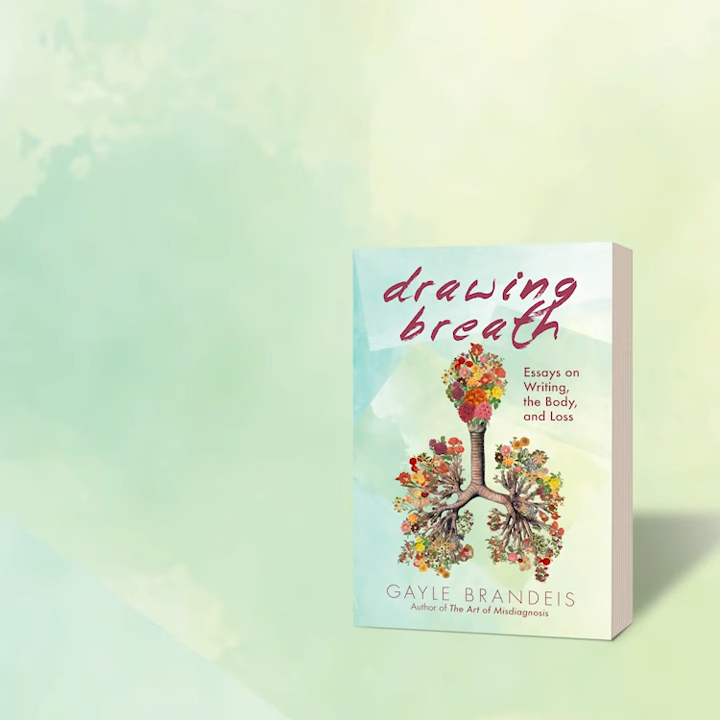 drawing
breath
Essays on
Writing,
the Body,
and Loss
GAYLE BRANDEIS
Author of The Art of Misdiagnosis